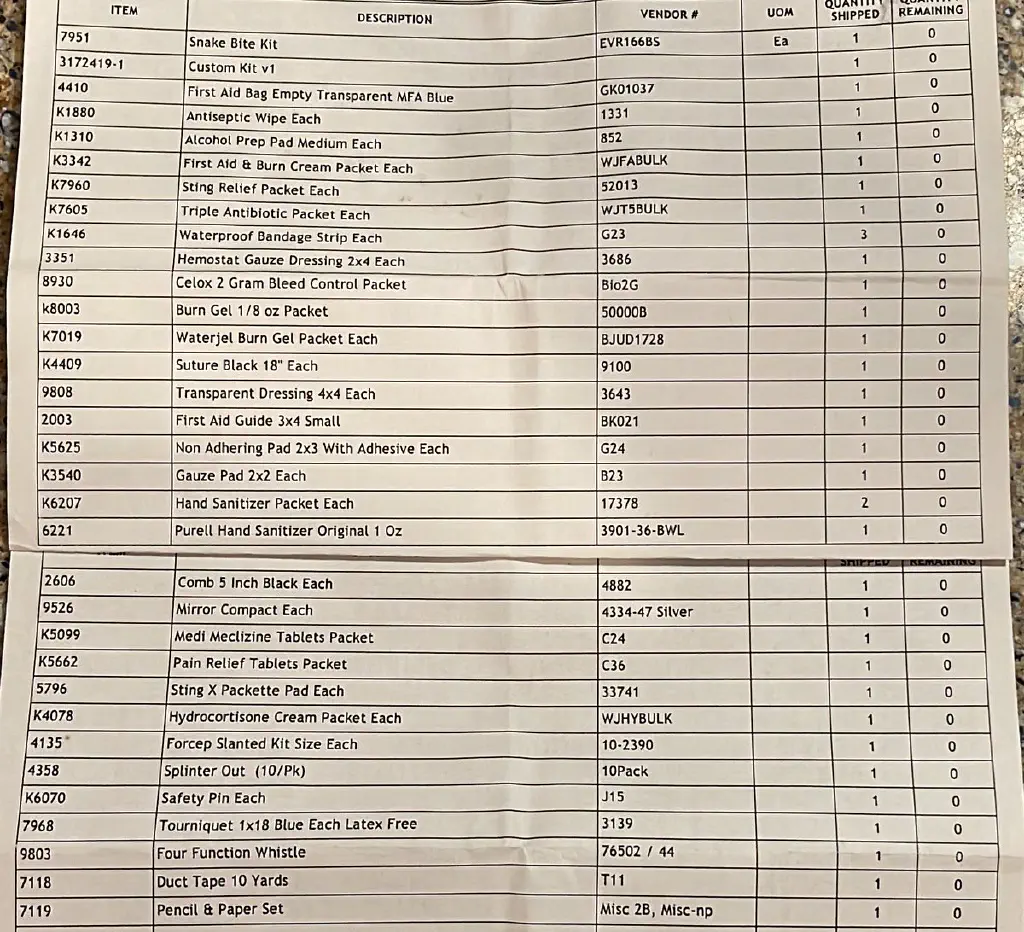 ITEM DESCRIPTION VENDOR # UOM QUANTITY SHIPPED QUANTITY REMAINING
7951 Snake Bite Kit EVR166BS Ea 1 0
3172419-1 Custom Kit v1 1 0
4410 First Aid Bag Empty Transparent MFA Blue GK01037 1 0
K1880 Antiseptic Wipe Each 1331 1 0
K1310 Alcohol Prep Pad Medium Each 852 1 0
K3342 First Aid & Burn Cream Packet Each WJFABULK 1 0
K7960 Sting Relief Packet Each 52013 1 0
K7605 Triple Antibiotic Packet Each WJT5BULK 1 0
K1646 Waterproof Bandage Strip Each G23 3 0
3351 Hemostat Gauze Dressing 2x4 Each 3686 1 0
8930 Celox 2 Gram Bleed Control Packet Bio2G 1 0
k8003 Burn Gel 1/8 oz Packet 50000B 1 0
K7019 Waterjel Burn Gel Packet Each BJUD1728 1 0
K4409 Suture Black 18" Each 9100 1 0
9808 Transparent Dressing 4x4 Each 3643 1 0
2003 First Aid Guide 3x4 Small BK021 1 0
K5625 Non Adhering Pad 2x3 With Adhesive Each G24 1 0
K3540 Gauze Pad 2x2 Each B23 1 0
K6207 Hand Sanitizer Packet Each 17378 2 0
6221 Purell Hand Sanitizer Original 1 Oz 3901-36-BWL 1 0
SHIPPED REMAINING
2606 Comb 5 Inch Black Each 4882 1 0
9526 Mirror Compact Each 4334-47 Silver 1 0
K5099 Medi Meclizine Tablets Packet C24 1 0
K5662 Pain Relief Tablets Packet C36 1 0
5796 Sting X Packette Pad Each 33741 1 0
K4078 Hydrocortisone Cream Packet Each WJHYBULK 1 0
4135 Forcep Slanted Kit Size Each 10-2390 1 0
4358 Splinter Out (10/Pk) 10Pack 1 0
K6070 Safety Pin Each J15 1 0
7968 Tourniquet 1x18 Blue Each Latex Free 3139 1 0
9803 Four Function Whistle 76502 / 44 1 0
7118 Duct Tape 10 Yards T11 1 0
7119 Pencil & Paper Set Misc 2B, Misc-np 1 0